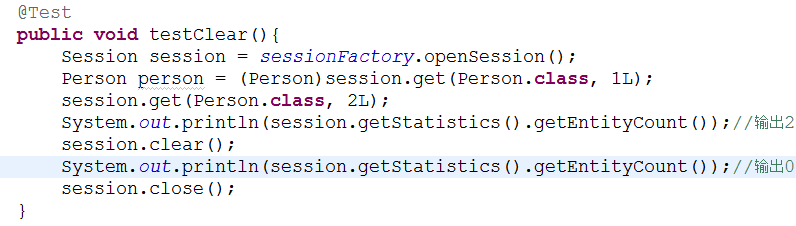 @Test
public void testClear(){
Session session = sessionFactory.openSession();
Person person = (Person)session.get(Person.class, 1L);
session.get(Person.class, 2L);
System.out.println(session.getStatistics().getEntityCount());//输出2
session.clear();
System.out.println(session.getStatistics().getEntityCount());//输出0
session.close();
}